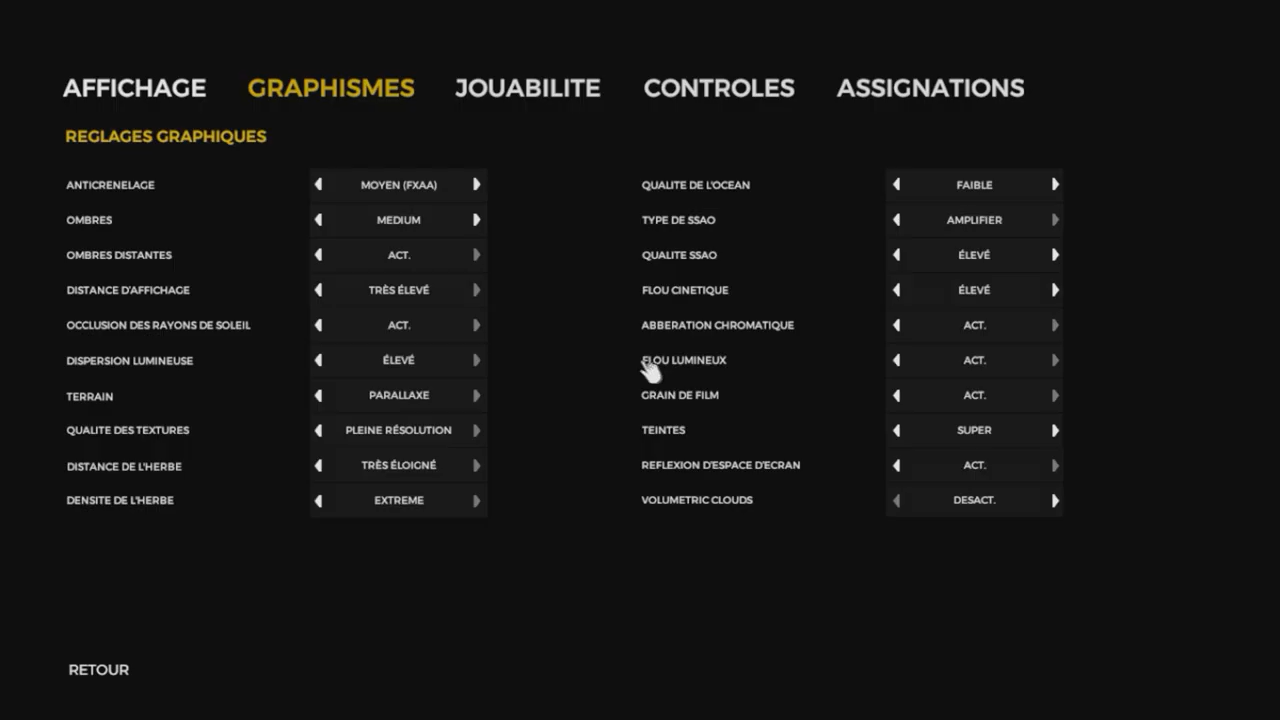 AFFICHAGE GRAPHISMES JOUABILITE CONTROLES ASSIGNATIONS
REGLAGES GRAPHIQUES
ANTICRENELAGE MOYEN (FXAA)
OMBRES MEDIUM
OMBRES DISTANTES ACT.
DISTANCE D'AFFICHAGE TRÈS ÉLEVÉ
OCCLUSION DES RAYONS DE SOLEIL ACT.
DISPERSION LUMINEUSE ÉLEVÉ
TERRAIN PARALLAXE
QUALITE DES TEXTURES PLEINE RÉSOLUTION
DISTANCE DE L'HERBE TRÈS ÉLOIGNÉ
DENSITE DE L'HERBE EXTREME
QUALITE DE L'OCEAN FAIBLE
TYPE DE SSAO AMPLIFIER
QUALITE SSAO ÉLEVÉ
FLOU CINETIQUE ÉLEVÉ
ABBERATION CHROMATIQUE ACT.
FLOU LUMINEUX ACT.
GRAIN DE FILM ACT.
TEINTES SUPER
REFLEXION D'ESPACE D'ECRAN ACT.
VOLUMETRIC CLOUDS DESACT.
RETOUR